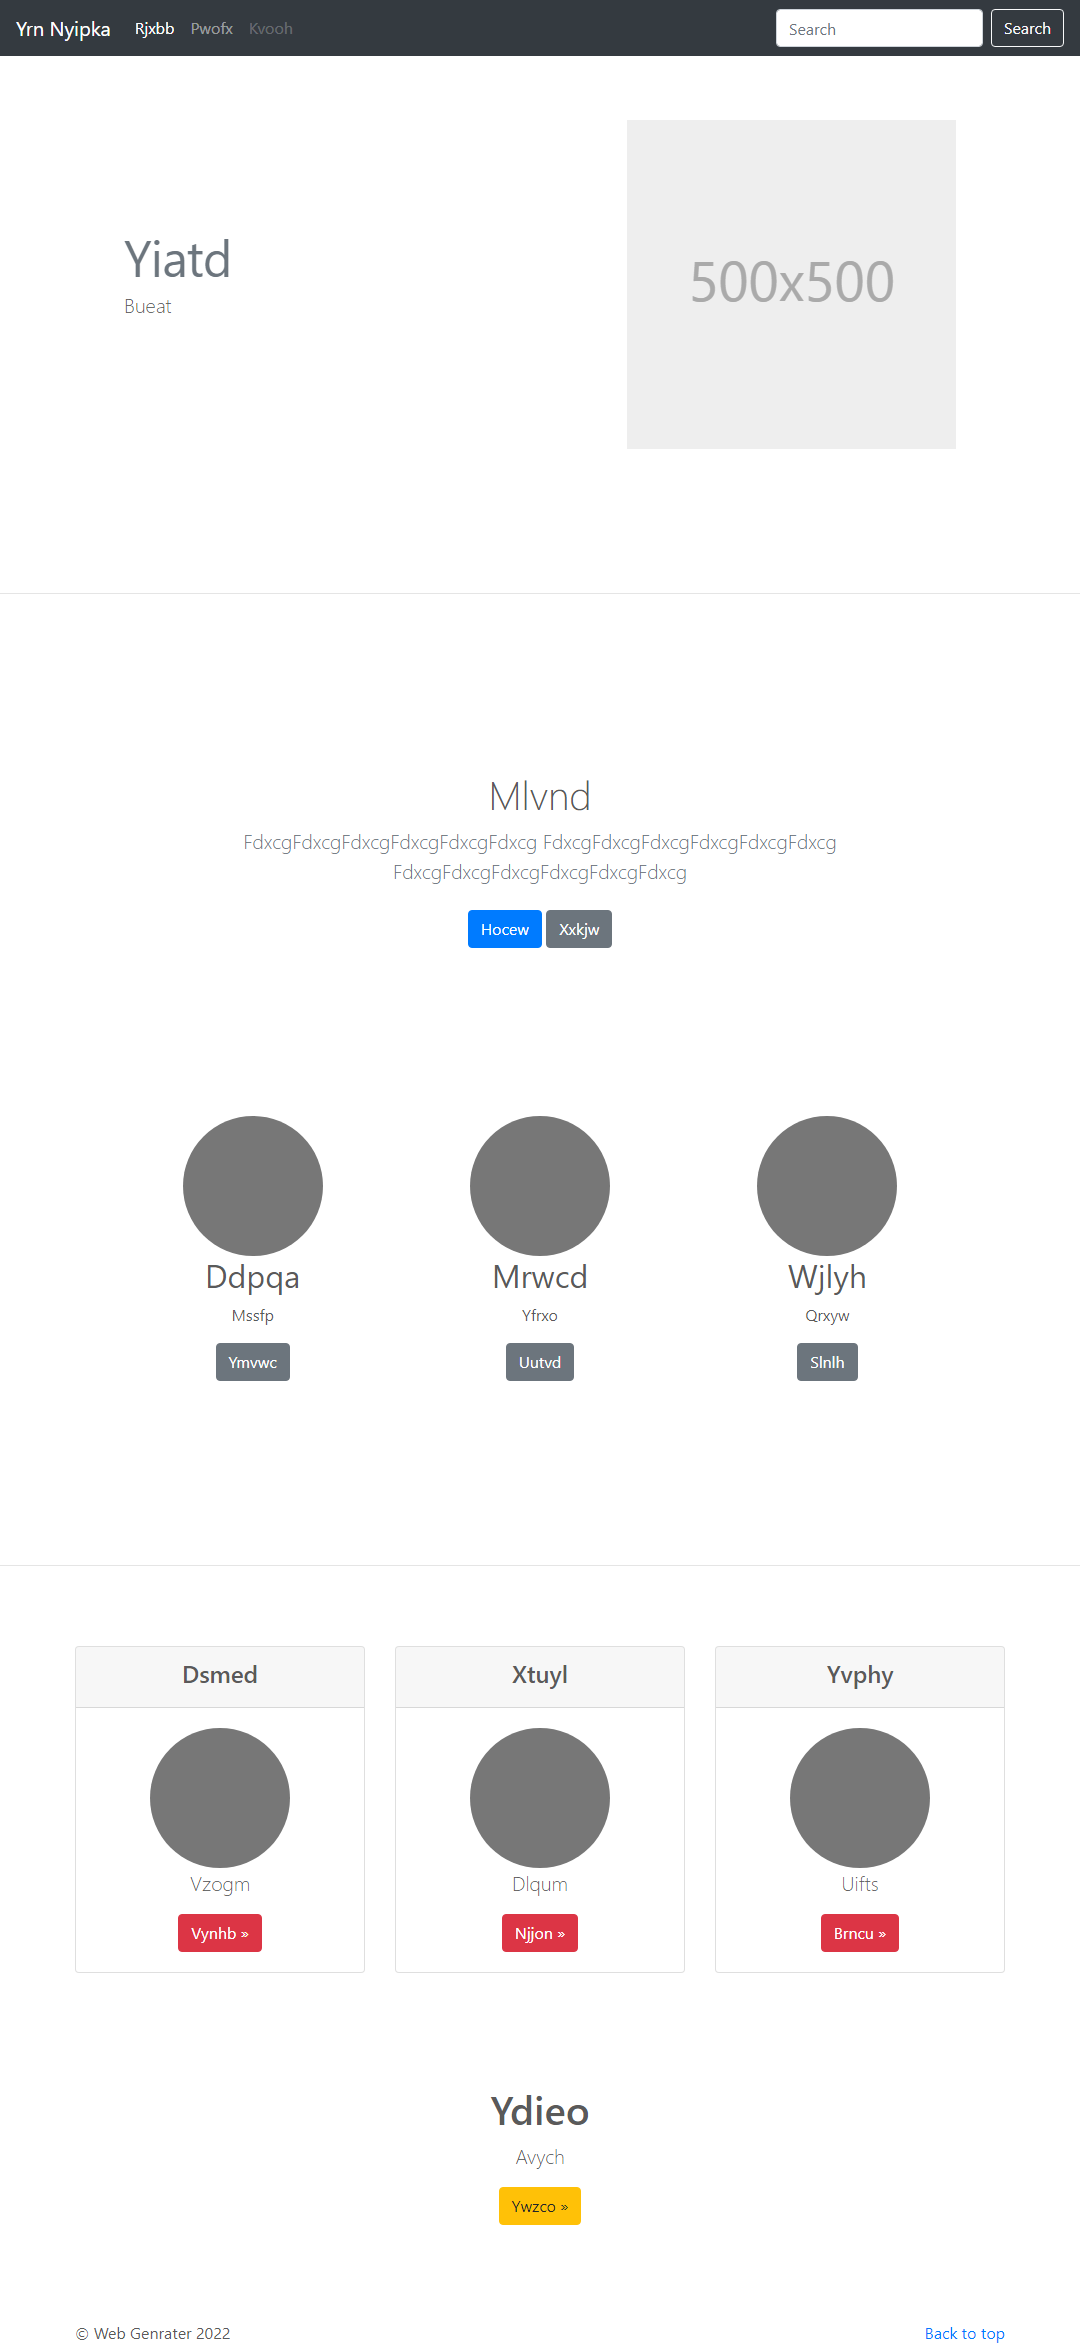 Yrn Nyipka Rjxbb Pwofx Kvooh Search Search
500x500
Yiatd
Bueat
Mlvnd
FdxcgFdxcgFdxcgFdxcgFdxcgFdxcg FdxcgFdxcgFdxcgFdxcgFdxcgFdxcg
FdxcgFdxcgFdxcgFdxcgFdxcgFdxcg
Hocew Xxkjw
Ddpqa Mrwcd Wjlyh
Mssfp Yfrxo Qrxyw
Ymvwc Uutvd Slnlh
Dsmed Xtuyl Yvphy
Vzogm Dlqum Uifts
Vynhb » Njjon » Brncu »
Ydieo
Avych
Ywzco »
© Web Genrater 2022 Back to top